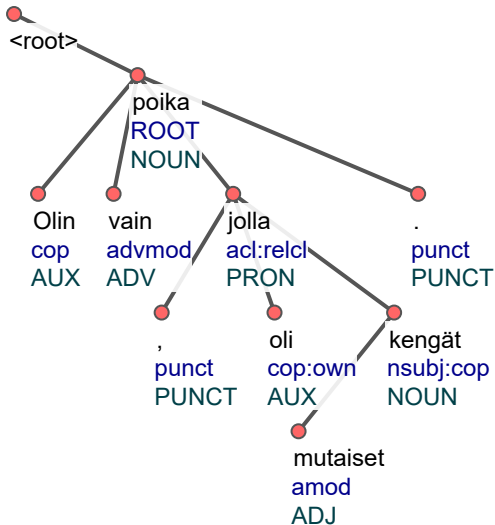 <root>
poika
ROOT
NOUN
Olin vain jolla .
cop advmod acl:relcl punct
AUX ADV PRON PUNCT
, oli kengät
punct cop:own nsubj:cop
PUNCT AUX NOUN
mutaiset
amod
ADJ